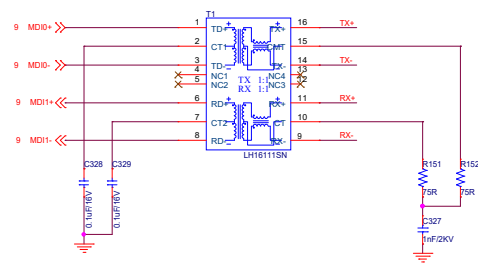 T1
9 MDI0+ 1 TD+ TX+ 16 TX+
2 CT1 CMT 15
9 MDI0- 3 TD- TX- 14 TX-
4 NC1 NC4 13
5 NC2 NC3 12
TX 1:1
RX 1:1
9 MDI1+ 6 RD+ RX+ 11 RX+
7 CT2 CT 10
9 MDI1- 8 RD- RX- 9 RX-
LH16111SN
C328 C329
0.1uF/16V 0.1uF/16V
R151 R152
75R 75R
C327
1nF/2KV